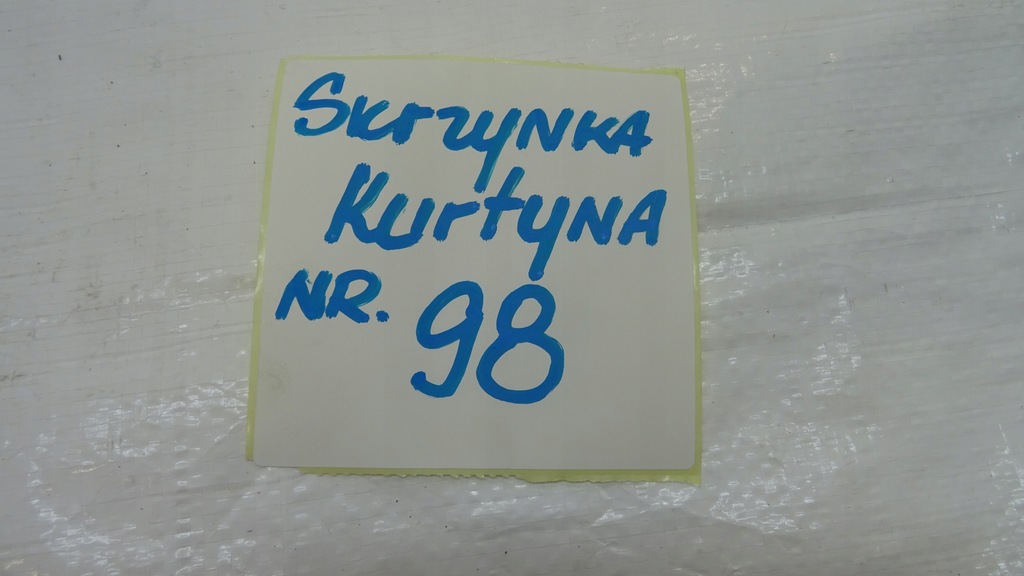 SkrzyNKA
KurtyNA
NR. 98